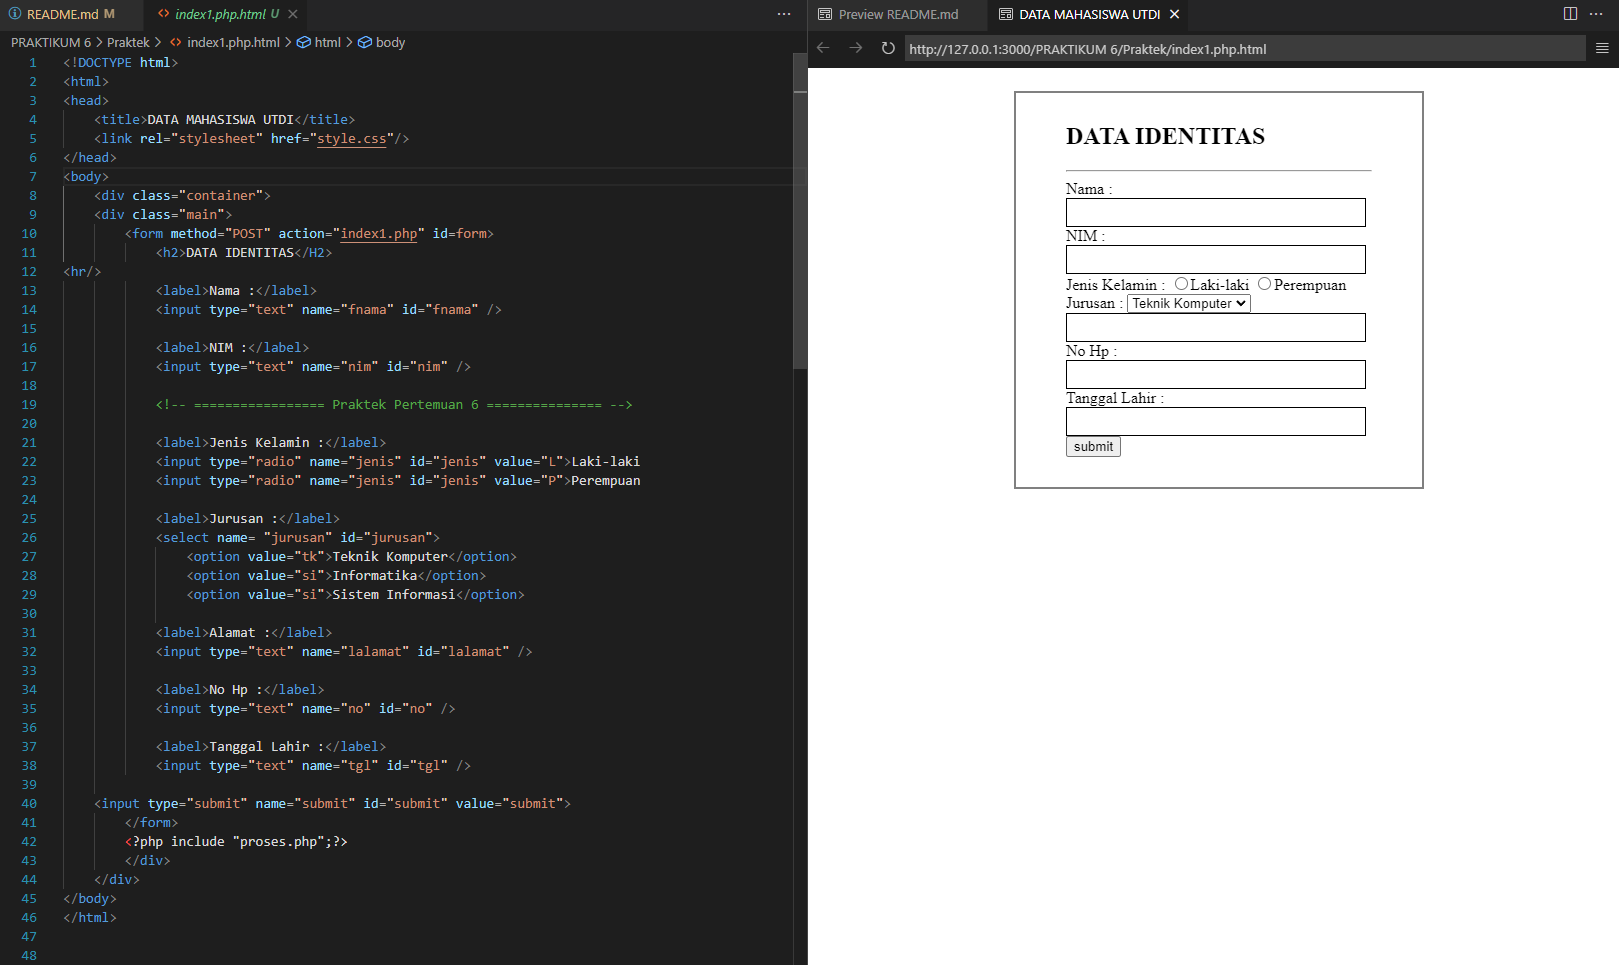 README.md M
index1.php.html U
PRAKTIKUM 6 > Praktek > index1.php.html > html > body
1 <!DOCTYPE html>
2 <html>
3 <head>
4 <title>DATA MAHASISWA UTDI</title>
5 <link rel="stylesheet" href="style.css"/>
6 </head>
7 <body>
8 <div class="container">
9 <div class="main">
10 <form method="POST" action="index1.php" id=form>
11 <h2>DATA IDENTITAS</H2>
12 <hr/>
13 <label>Nama :</label>
14 <input type="text" name="fnama" id="fnama" />
15
16 <label>NIM :</label>
17 <input type="text" name="nim" id="nim" />
18
19 <!-- ================= Praktek Pertemuan 6 =============== -->
20
21 <label>Jenis Kelamin :</label>
22 <input type="radio" name="jenis" id="jenis" value="L">Laki-laki
23 <input type="radio" name="jenis" id="jenis" value="P">Perempuan
24
25 <label>Jurusan :</label>
26 <select name= "jurusan" id="jurusan">
27 <option value="tk">Teknik Komputer</option>
28 <option value="si">Informatika</option>
29 <option value="si">Sistem Informasi</option>
30
31 <label>Alamat :</label>
32 <input type="text" name="lalamat" id="lalamat" />
33
34 <label>No Hp :</label>
35 <input type="text" name="no" id="no" />
36
37 <label>Tanggal Lahir :</label>
38 <input type="text" name="tgl" id="tgl" />
39
40 <input type="submit" name="submit" id="submit" value="submit">
41 </form>
42 <?php include "proses.php";?>
43 </div>
44 </div>
45 </body>
46 </html>
47
48
Preview README.md
DATA MAHASISWA UTDI
http://127.0.0.1:3000/PRAKTIKUM 6/Praktek/index1.php.html
DATA IDENTITAS
Nama :
NIM :
Jenis Kelamin : Laki-laki Perempuan
Jurusan : Teknik Komputer
No Hp :
Tanggal Lahir :
submit